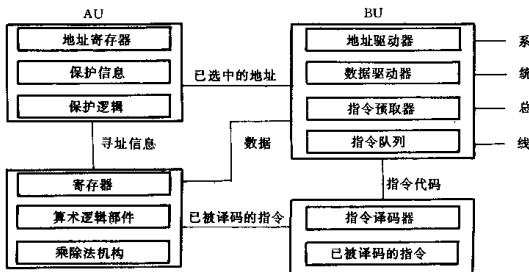 AU
BU
地址寄存器
保护信息
保护逻辑
已选中的地址
地址驱动器
数据驱动器
指令预取器
指令队列
系
统
总
线
寻址信息
数据
指令代码
寄存器
算术逻辑部件
乘除法机构
已被译码的指令
指令译码器
已被译码的指令